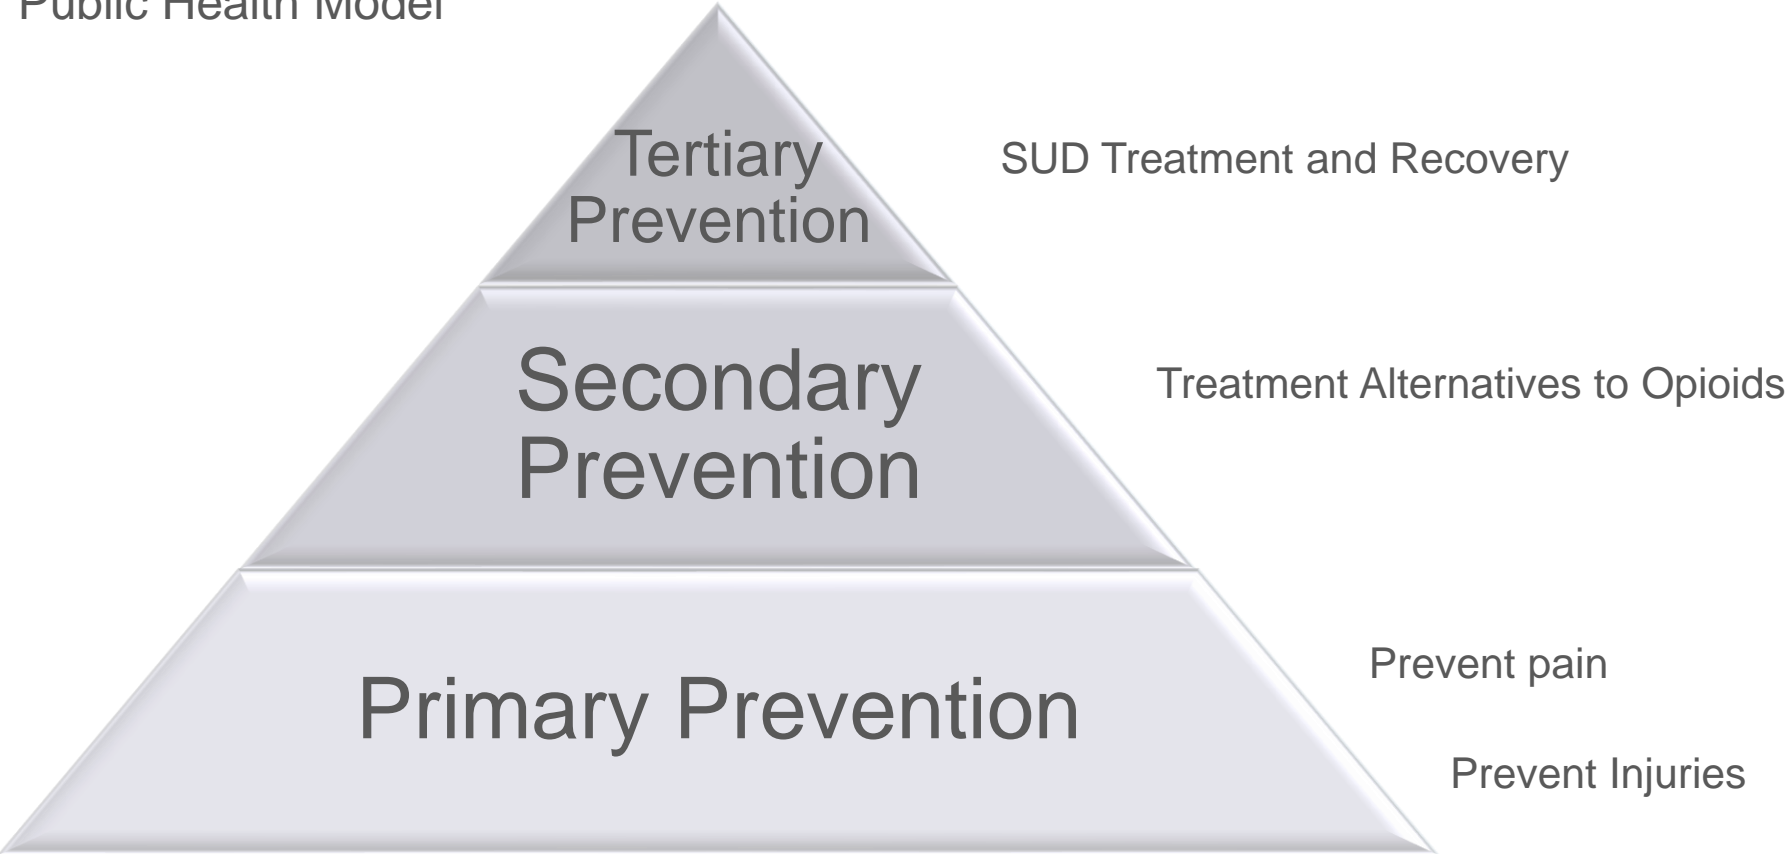 Public Health Model
Tertiary
Prevention
SUD Treatment and Recovery
Secondary
Prevention
Treatment Alternatives to Opioids
Primary Prevention
Prevent pain
Prevent Injuries